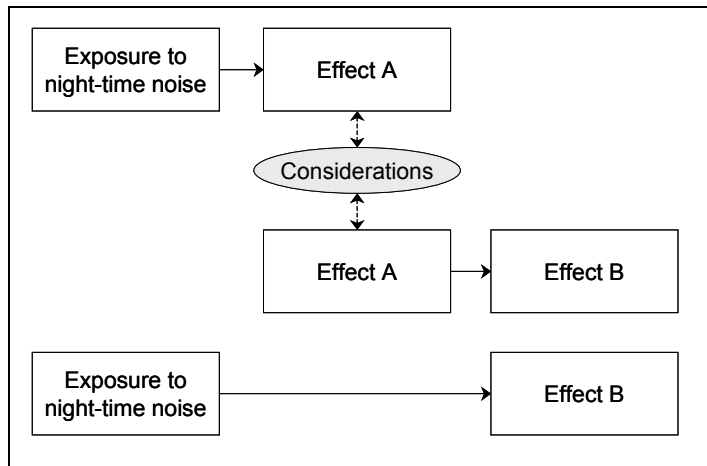 Exposure to
night-time noise
Effect A
Considerations
Effect A
Effect B
Exposure to
night-time noise
Effect B